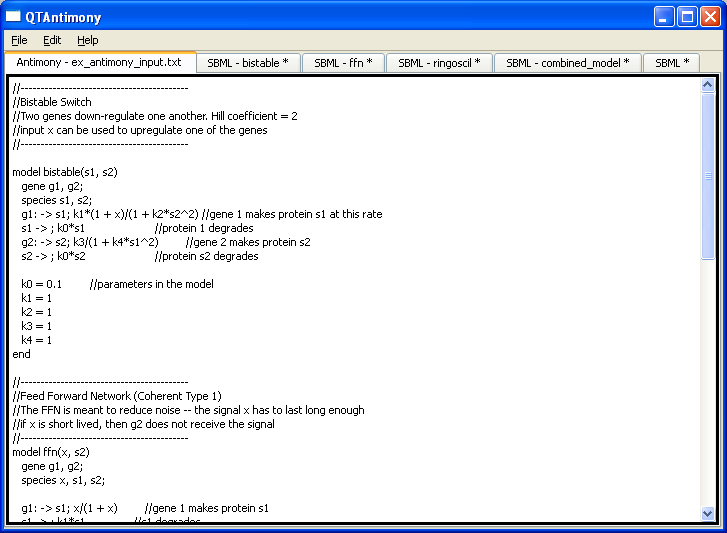 QTAntimony
File Edit Help
Antimony - ex_antimony_input.txt SBML - bistable * SBML - ffn * SBML - ringoscil * SBML - combined_model * SBML *
//------------------------------------------
//Bistable Switch
//Two genes down-regulate one another. Hill coefficient = 2
//input x can be used to upregulate one of the genes
//------------------------------------------
model bistable(s1, s2)
gene g1, g2;
species s1, s2;
g1: -> s1; k1*(1 + x)/(1 + k2*s2^2) //gene 1 makes protein s1 at this rate
s1 -> ; k0*s1 //protein 1 degrades
g2: -> s2; k3/(1 + k4*s1^2) //gene 2 makes protein s2
s2 -> ; k0*s2 //protein s2 degrades
k0 = 0.1 //parameters in the model
k1 = 1
k2 = 1
k3 = 1
k4 = 1
end
//------------------------------------------
//Feed Forward Network (Coherent Type 1)
//The FFN is meant to reduce noise -- the signal x has to last long enough
//if x is short lived, then g2 does not receive the signal
//------------------------------------------
model ffn(x, s2)
gene g1, g2;
species x, s1, s2;
g1: -> s1; x/(1 + x) //gene 1 makes protein s1
s1 -> ; k1*s1 //s1 degrades